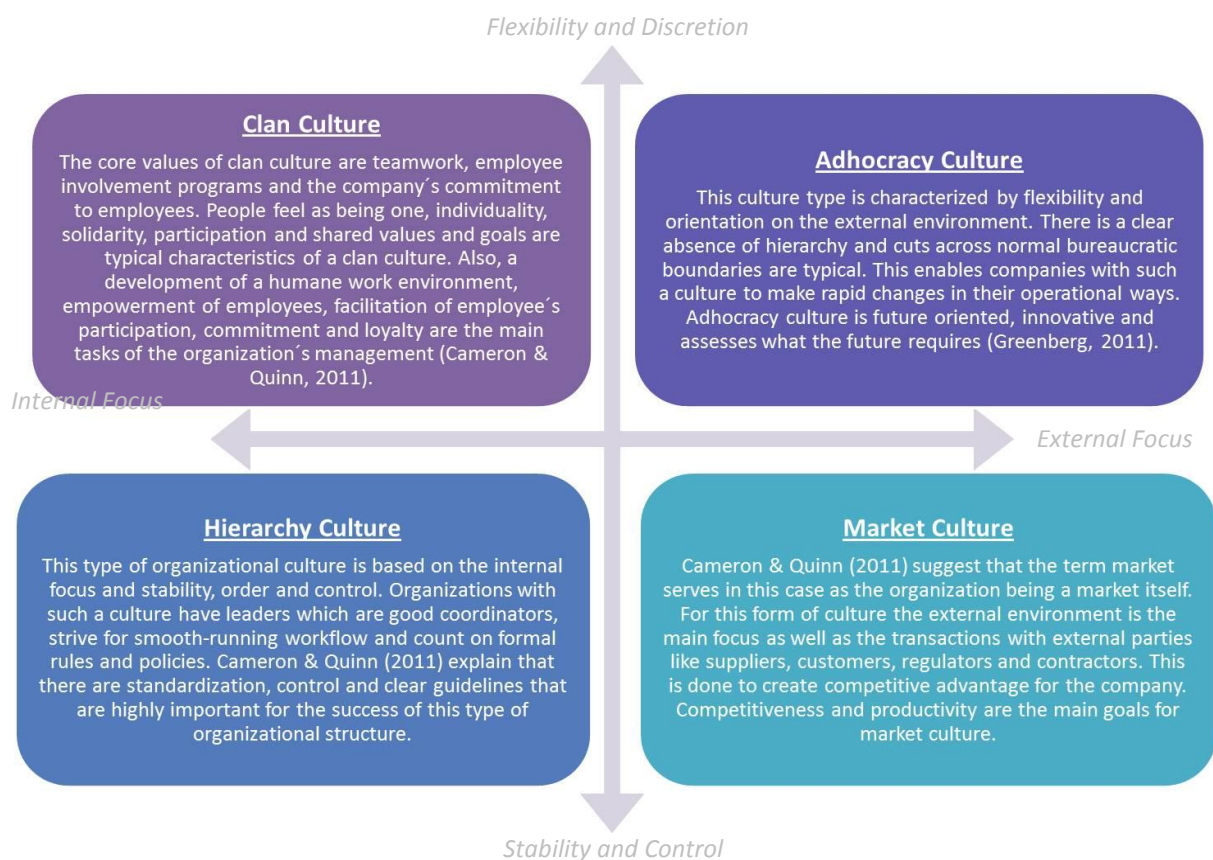 Flexibility and Discretion
Clan Culture
The core values of clan culture are teamwork, employee
involvement programs and the company´s commitment
to employees. People feel as being one, individuality,
solidarity, participation and shared values and goals are
typical characteristics of a clan culture. Also, a
development of a humane work environment,
empowerment of employees, facilitation of employee´s
participation, commitment and loyalty are the main
tasks of the organization´s management (Cameron &
Quinn, 2011).
Adhocracy Culture
This culture type is characterized by flexibility and
orientation on the external environment. There is a clear
absence of hierarchy and cuts across normal bureaucratic
boundaries are typical. This enables companies with such
a culture to make rapid changes in their operational ways.
Adhocracy culture is future oriented, innovative and
assesses what the future requires (Greenberg, 2011).
Internal Focus
External Focus
Hierarchy Culture
This type of organizational culture is based on the internal
focus and stability, order and control. Organizations with
such a culture have leaders which are good coordinators,
strive for smooth-running workflow and count on formal
rules and policies. Cameron & Quinn (2011) explain that
there are standardization, control and clear guidelines that
are highly important for the success of this type of
organizational structure.
Market Culture
Cameron & Quinn (2011) suggest that the term market
serves in this case as the organization being a market itself.
For this form of culture the external environment is the
main focus as well as the transactions with external parties
like suppliers, customers, regulators and contractors. This
is done to create competitive advantage for the company.
Competitiveness and productivity are the main goals for
market culture.
Stability and Control